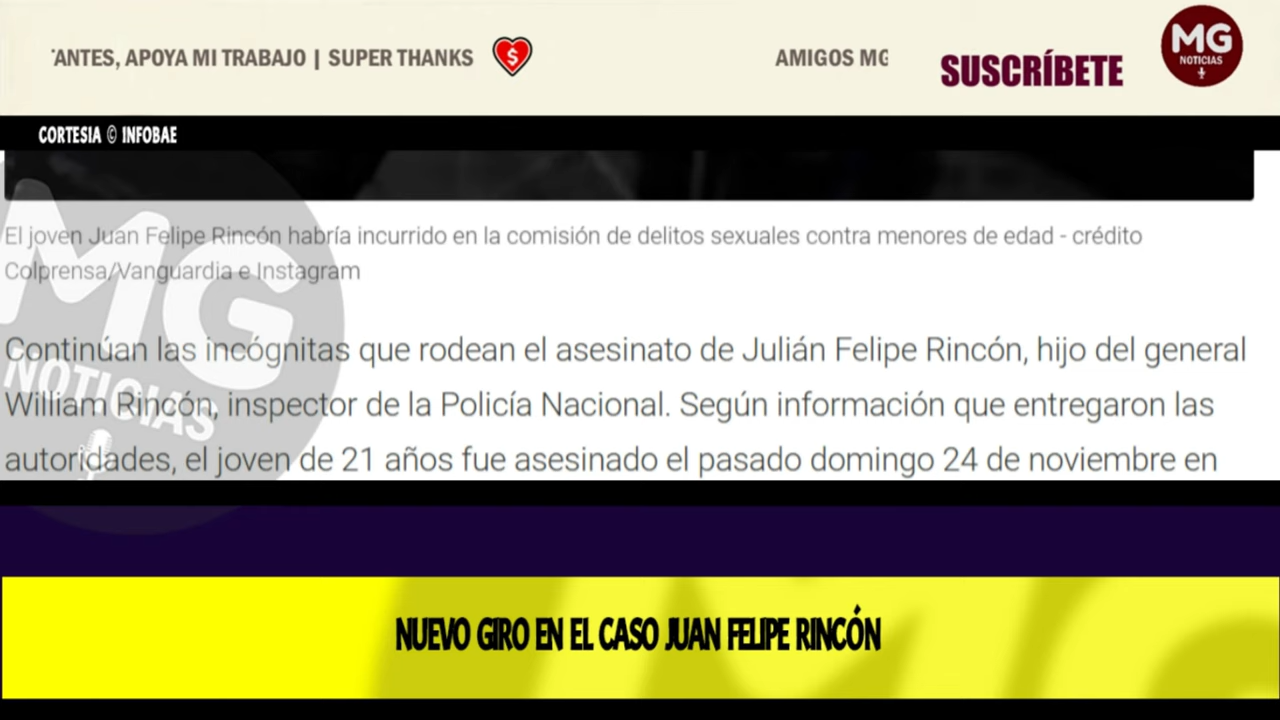 'ANTES, APOYA MI TRABAJO | SUPER THANKS
AMIGOS MG
SUSCRÍBETE
MG
NOTICIAS
CORTESIA © INFOBAE
El joven Juan Felipe Rincón habría incurrido en la comisión de delitos sexuales contra menores de edad - crédito
Colprensa/Vanguardia e Instagram
Continúan las incógnitas que rodean el asesinato de Julián Felipe Rincón, hijo del general
William Rincón, inspector de la Policía Nacional. Según información que entregaron las
autoridades, el joven de 21 años fue asesinado el pasado domingo 24 de noviembre en
MG
NOTICIAS
NUEVO GIRO EN EL CASO JUAN FELIPE RINCÓN